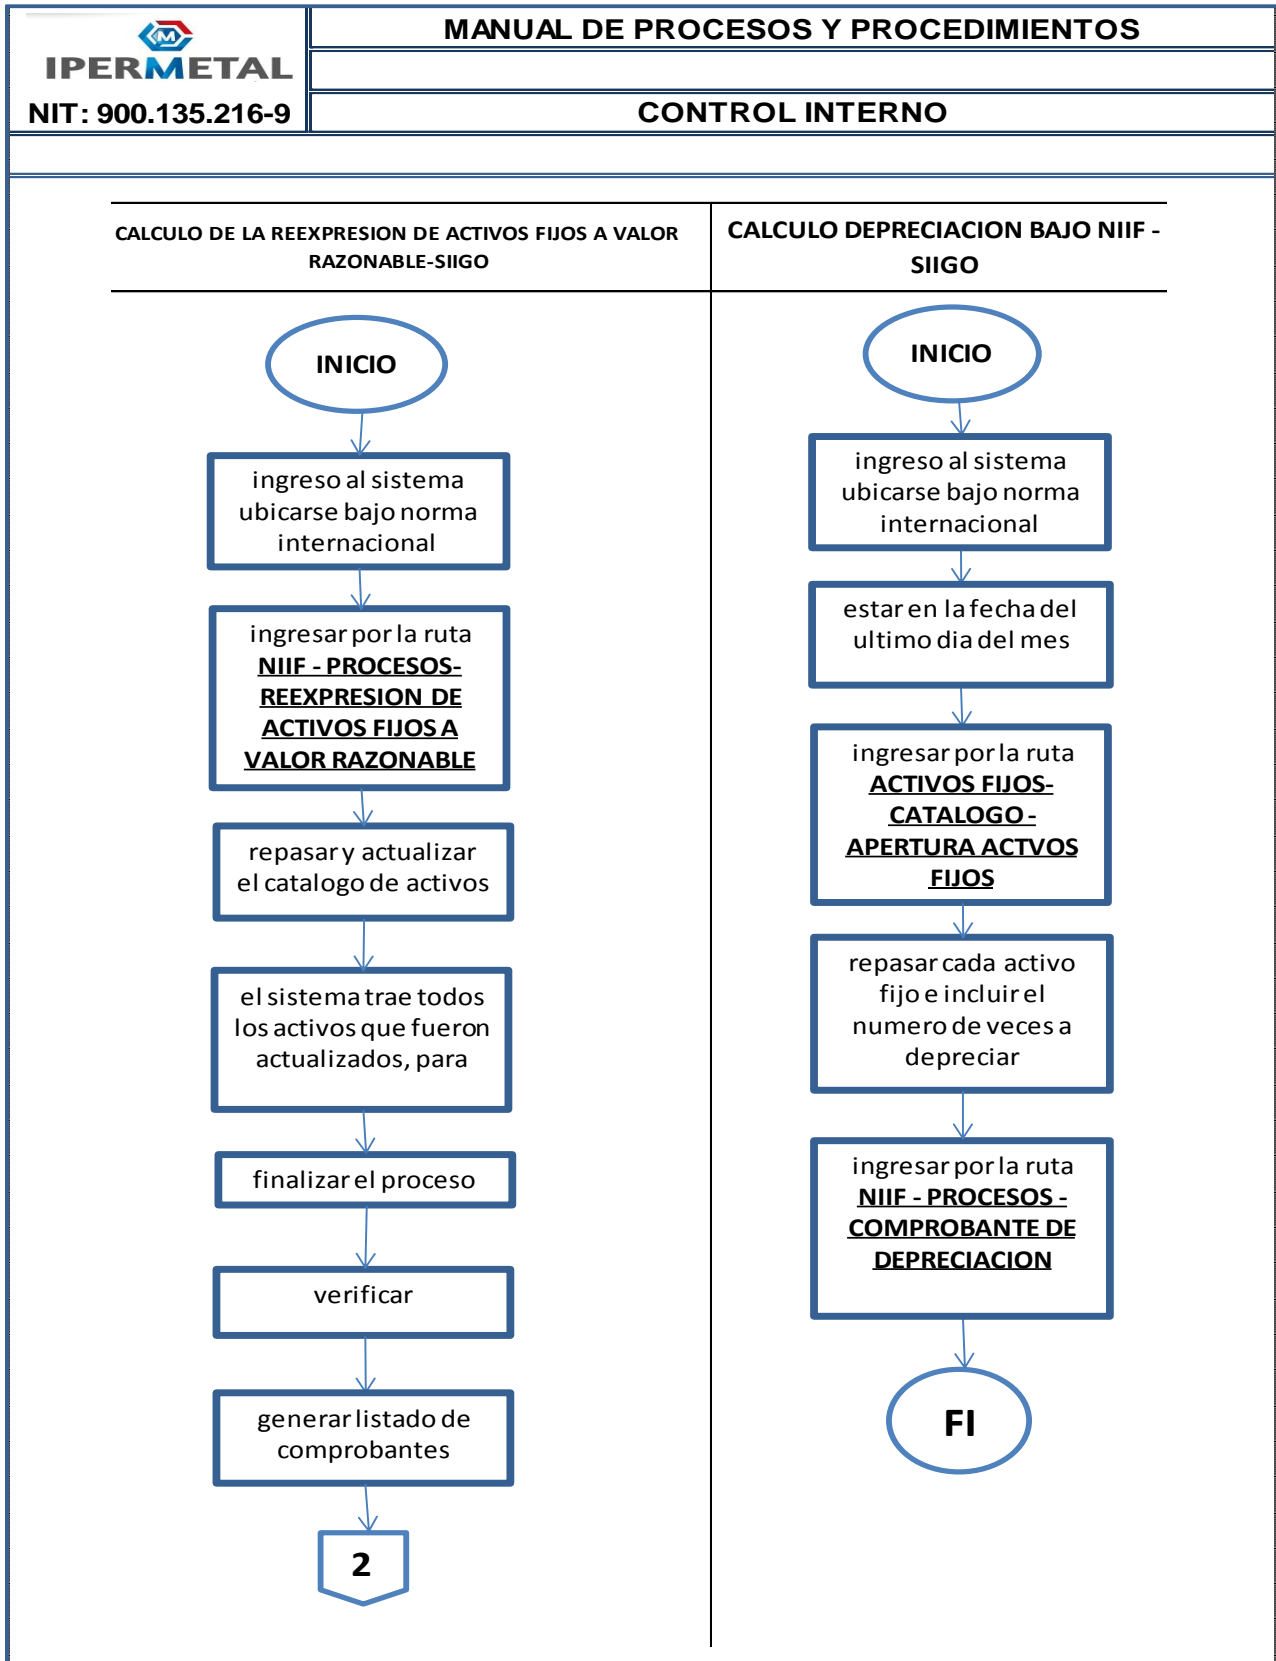 MANUAL DE PROCESOS Y PROCEDIMIENTOS
IPERMETAL
NIT: 900.135.216-9
CONTROL INTERNO
CALCULO DE LA REEXPRESION DE ACTIVOS FIJOS A VALOR
RAZONABLE-SIIGO
INICIO
ingreso al sistema
ubicarse bajo norma
internacional
ingresar por la ruta
NIIF - PROCESOS-
REEXPRESION DE
ACTIVOS FIJOS A
VALOR RAZONABLE
repasar y actualizar
el catalogo de activos
el sistema trae todos
los activos que fueron
actualizados, para
finalizar el proceso
verificar
generar listado de
comprobantes
2
CALCULO DEPRECIACION BAJO NIIF -
SIIGO
INICIO
ingreso al sistema
ubicarse bajo norma
internacional
estar en la fecha del
ultimo dia del mes
ingresar por la ruta
ACTIVOS FIJOS-
CATALOGO -
APERTURA ACTVOS
FIJOS
repasar cada activo
fijo e incluir el
numero de veces a
depreciar
ingresar por la ruta
NIIF - PROCESOS -
COMPROBANTE DE
DEPRECIACION
FI